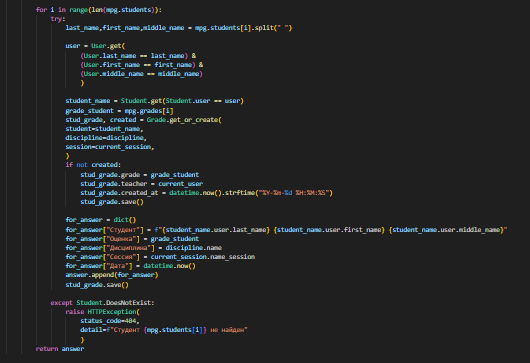 for i in range(len(mpg.students)):
try:
last_name,first_name,middle_name = mpg.students[i].split(" ")
user = User.get(
(User.last_name == last_name) &
(User.first_name == first_name) &
(User.middle_name == middle_name)
)
student_name = Student.get(Student.user == user)
grade_student = mpg.grades[i]
stud_grade, created = Grade.get_or_create(
student=student_name,
discipline=discipline,
session=current_session,
)
if not created:
stud_grade.grade = grade_student
stud_grade.teacher = current_user
stud_grade.created_at = datetime.now().strftime("%Y-%m-%d %H:%M:%S")
stud_grade.save()
for_answer = dict()
for_answer["Студент"] = f"{student_name.user.last_name} {student_name.user.first_name} {student_name.user.middle_name}"
for_answer["Оценка"] = grade_student
for_answer["Дисциплина"] = discipline.name
for_answer["Сессия"] = current_session.name_session
for_answer["Дата"] = datetime.now()
answer.append(for_answer)
stud_grade.save()
except Student.DoesNotExist:
raise HTTPException(
status_code=404,
detail=f"Студент {mpg.students[i]} не найден"
)
return answer